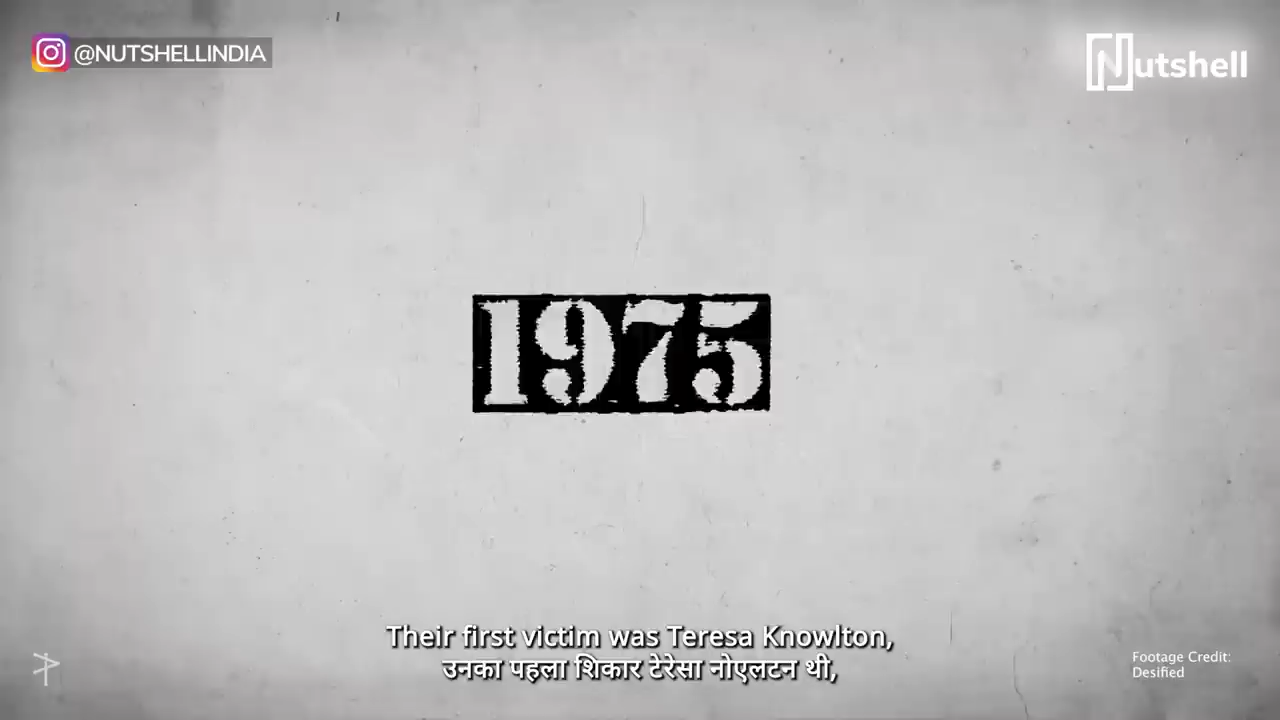 @NUTSHELLINDIA
Nutshell
1975
Their first victim was Teresa Knowlton,
उनका पहला शिकार टेरेसा नोएलटन थी,
Footage Credit:
Desified